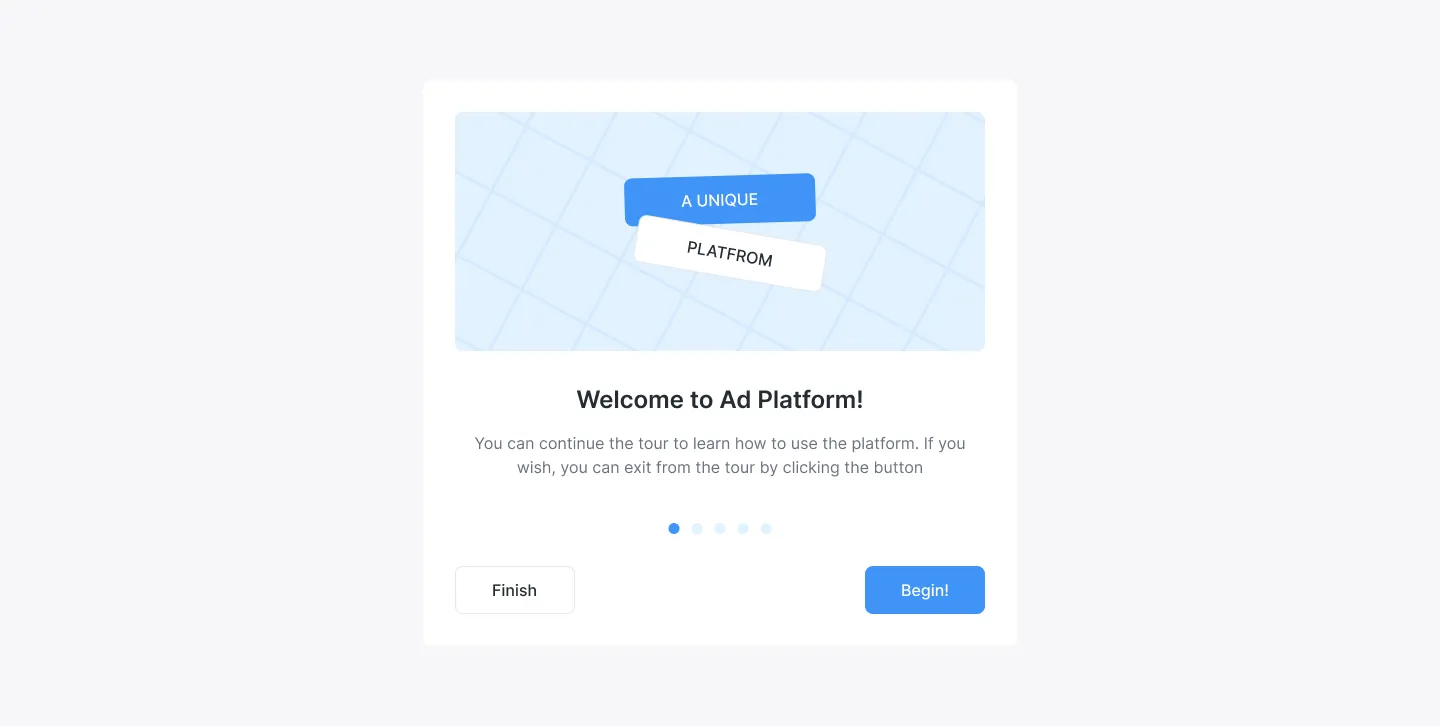 A UNIQUE
PLATFROM
Welcome to Ad Platform!
You can continue the tour to learn how to use the platform. If you
wish, you can exit from the tour by clicking the button
Finish
Begin!